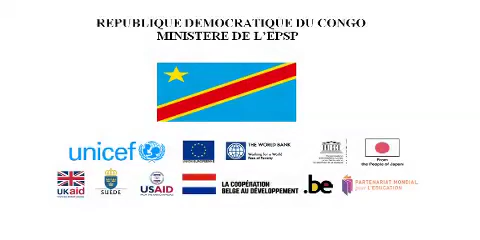 REPUBLIQUE DEMOCRATIQUE DU CONGO
MINISTERE DE L'EPSP
unicef
THE WORLD BANK
From
the People of Japan
UKaid
SUEDE
USAID
LA COOPÉRATION
BELGE AU DÉVELOPPEMENT
.be
PARTENARIAT MONDIAL
pour L'ÉDUCATION